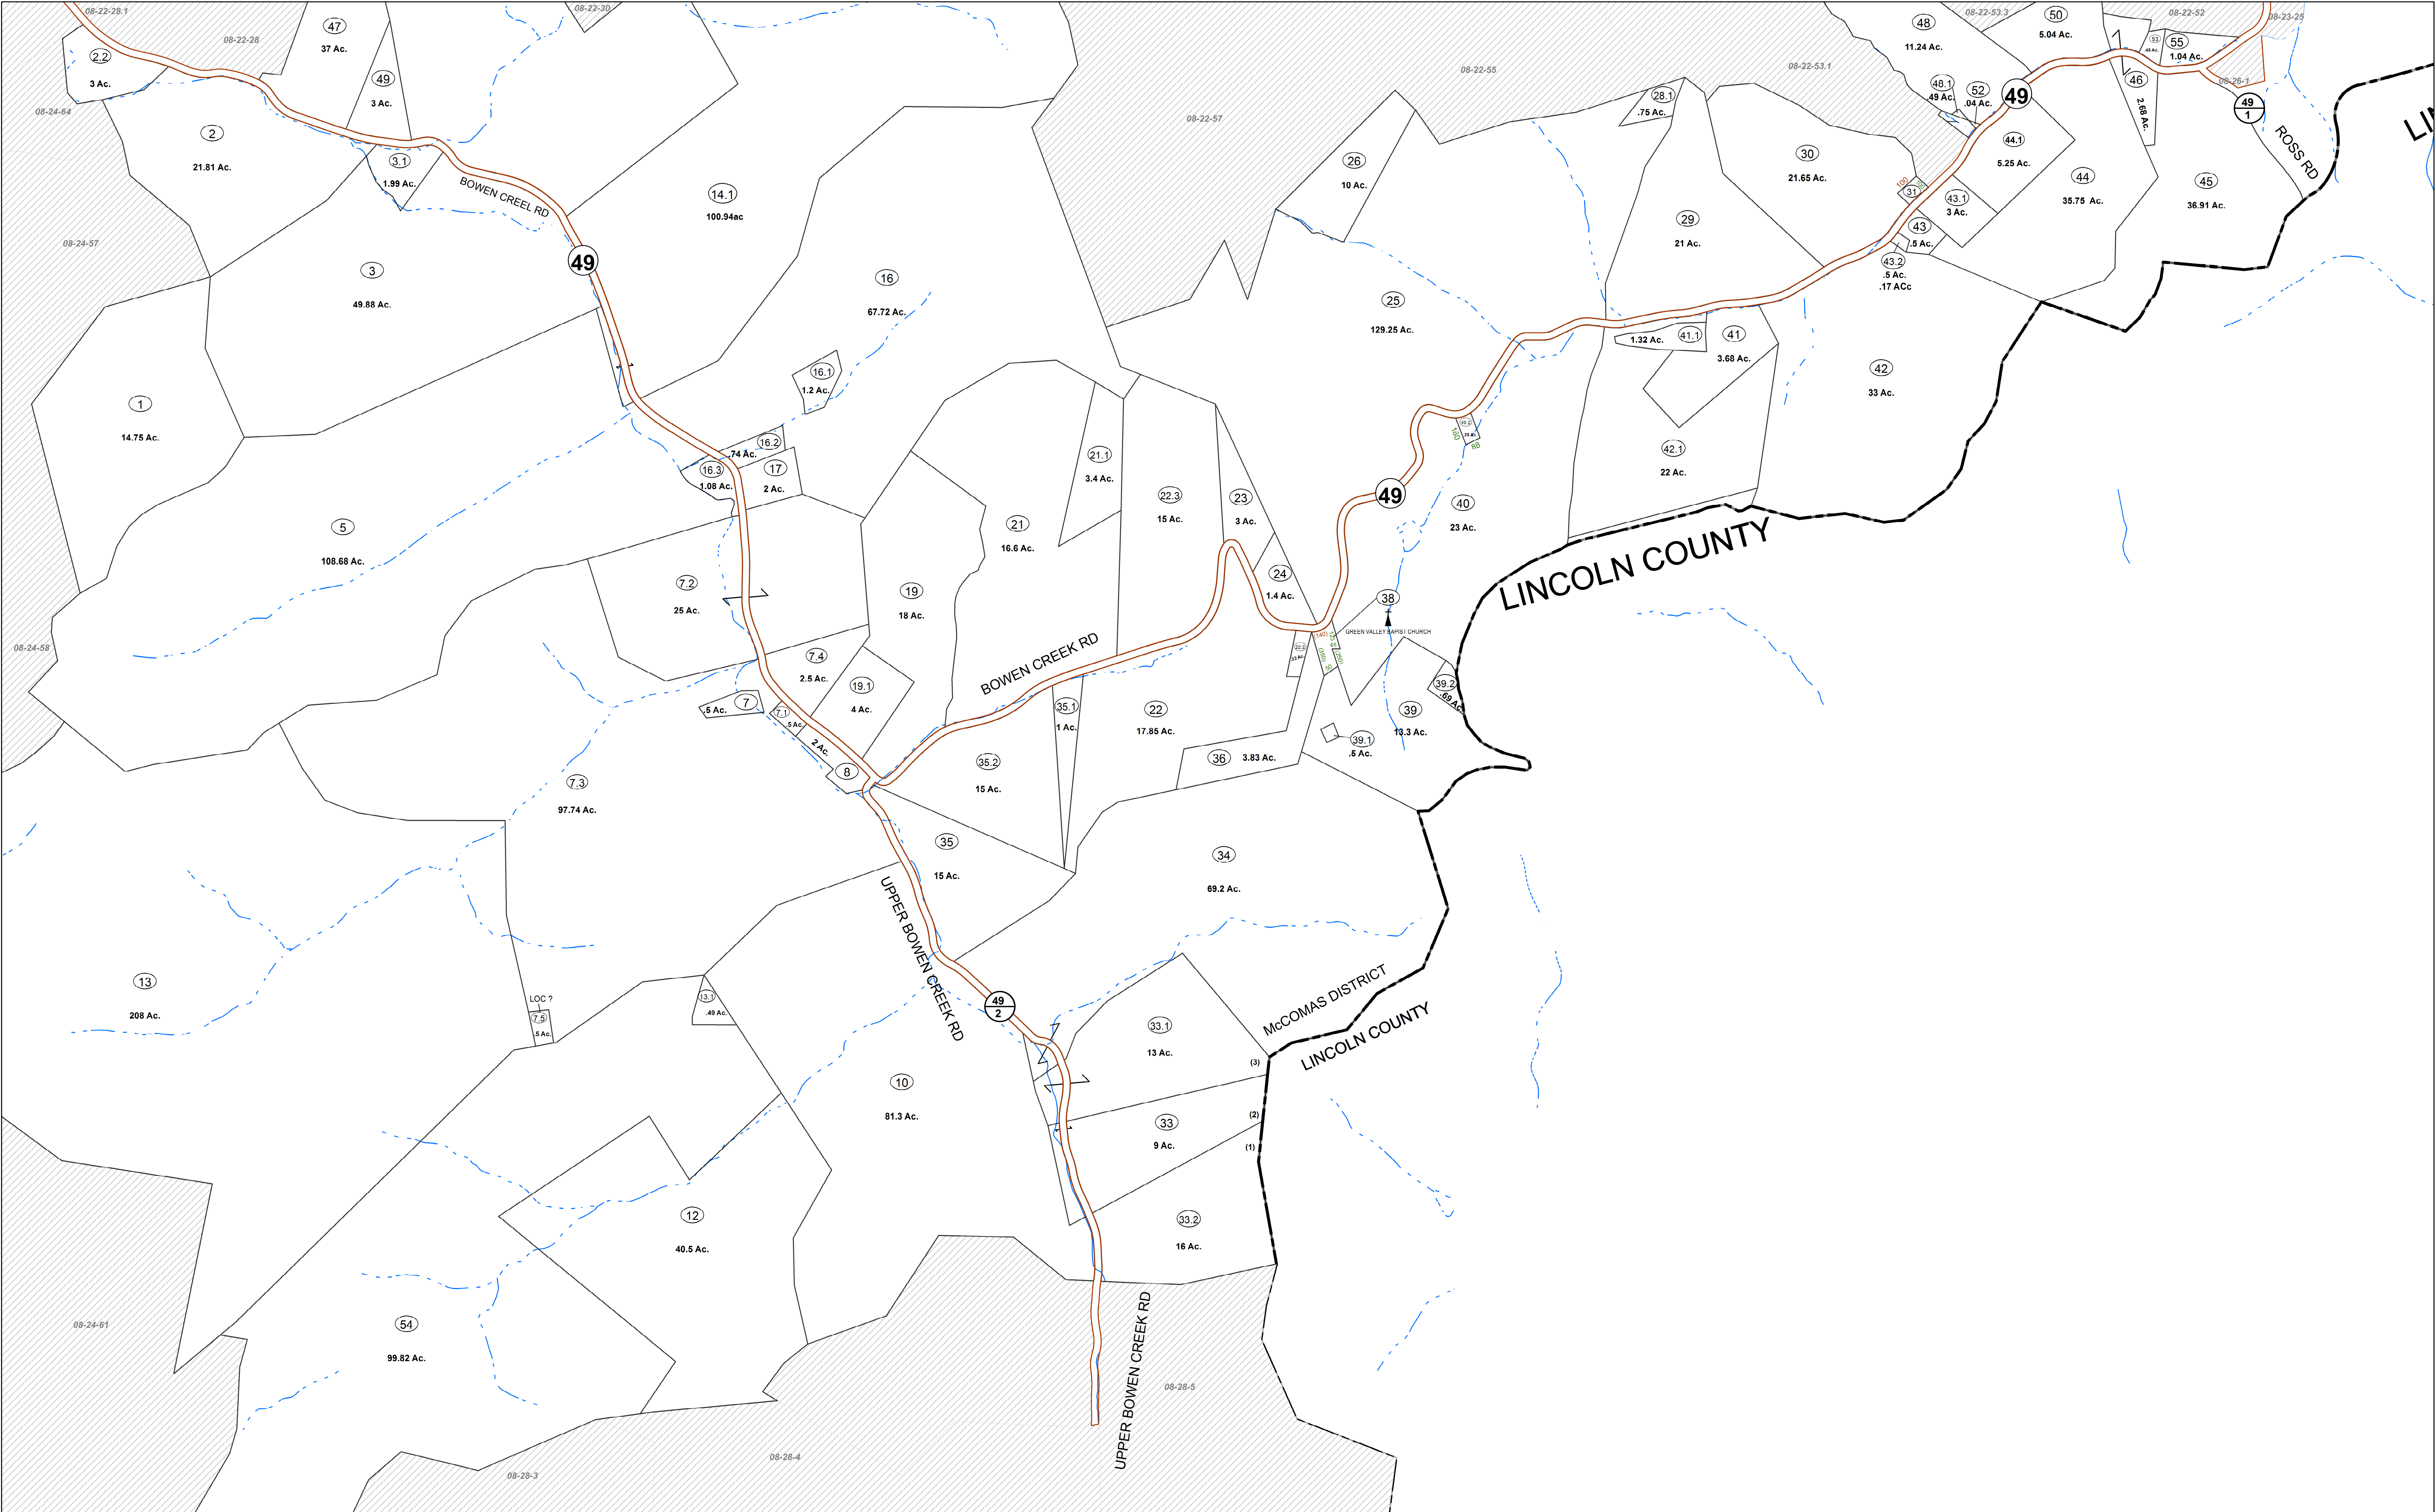 08-22-28.1
08-22-30
47
37 Ac.
08-22-28
2.2
3 Ac.
49
3 Ac.
08-24-64
2
21.81 Ac.
3.1
1.99 Ac.
BOWEN CREEL RD
14.1
100.94ac
08-24-57
3
49.88 Ac.
49
16
67.72 Ac.
16.1
1.2 Ac.
1
14.75 Ac.
16.2
.74 Ac.
16.3
1.08 Ac.
17
2 Ac.
5
108.68 Ac.
08-24-58
7.2
25 Ac.
7.4
2.5 Ac.
7
.5 Ac.
7.1
.5 Ac.
2 Ac.
8
19
18 Ac.
19.1
4 Ac.
21
16.6 Ac.
21.1
3.4 Ac.
22.3
15 Ac.
23
3 Ac.
24
1.4 Ac.
BOWEN CREEK RD
08-22-57
08-22-55
08-22-53.1
26
10 Ac.
28.1
.75 Ac.
25
129.25 Ac.
29
21 Ac.
30
21.65 Ac.
48
11.24 Ac.
08-22-53.3
50
5.04 Ac.
08-22-52
08-23-25
53
.46 Ac.
55
1.04 Ac.
08-26-1
46
2.68 Ac.
48.1
.49 Ac.
52
.04 Ac.
49
49
1
ROSS RD
LI
44.1
5.25 Ac.
44
35.75 Ac.
45
36.91 Ac.
100
31
43.1
3 Ac.
43
.5 Ac.
43.2
.5 Ac.
.17 ACc
41.1
1.32 Ac.
41
3.68 Ac.
42
33 Ac.
42.1
22 Ac.
160
80
49
40
23 Ac.
LINCOLN COUNTY
38
GREEN VALLEY BAPIST CHURCH
(140)
(350)
50
(250)
39.2
.69 Ac.
39
13.3 Ac.
39.1
.5 Ac.
35.1
1 Ac.
22
17.85 Ac.
36
3.83 Ac.
35.2
15 Ac.
7.3
97.74 Ac.
35
15 Ac.
34
69.2 Ac.
UPPER BOWEN CREEK RD
13
208 Ac.
LOC ?
7.5
.5 Ac.
13.1
.49 Ac.
49
2
McCOMAS DISTRICT
LINCOLN COUNTY
33.1
13 Ac.
(3)
10
81.3 Ac.
33
9 Ac.
(2)
(1)
12
40.5 Ac.
33.2
16 Ac.
08-24-61
54
99.82 Ac.
UPPER BOWEN CREEK RD
08-28-5
08-28-4
08-28-3